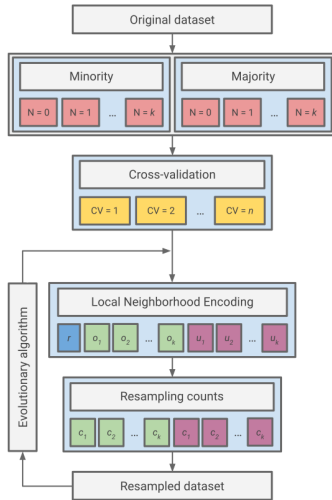 Original dataset
Minority Majority
N = 0 N = 1 ... N = k N = 0 N = 1 ... N = k
Cross-validation
CV = 1 CV = 2 ... CV = n
Evolutionary algorithm
Local Neighborhood Encoding
r o₁ o₂ ... oₖ u₁ u₂ ... uₖ
Resampling counts
c₁ c₂ ... cₖ c₁ c₂ ... cₖ
Resampled dataset